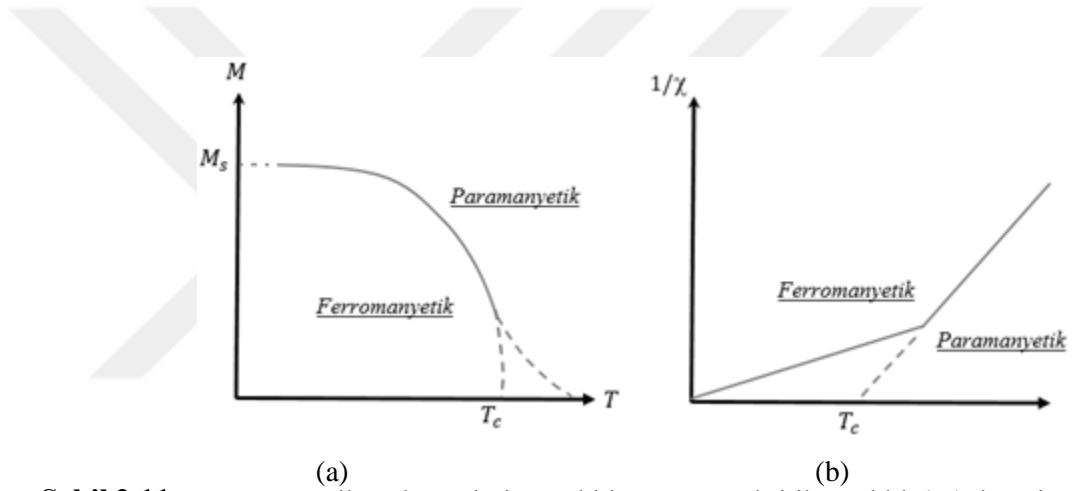 M
M_s
Paramanyetik
Ferromanyetik
T_c
T
(a)
1/χ
Ferromanyetik
Paramanyetik
T_c
(b)